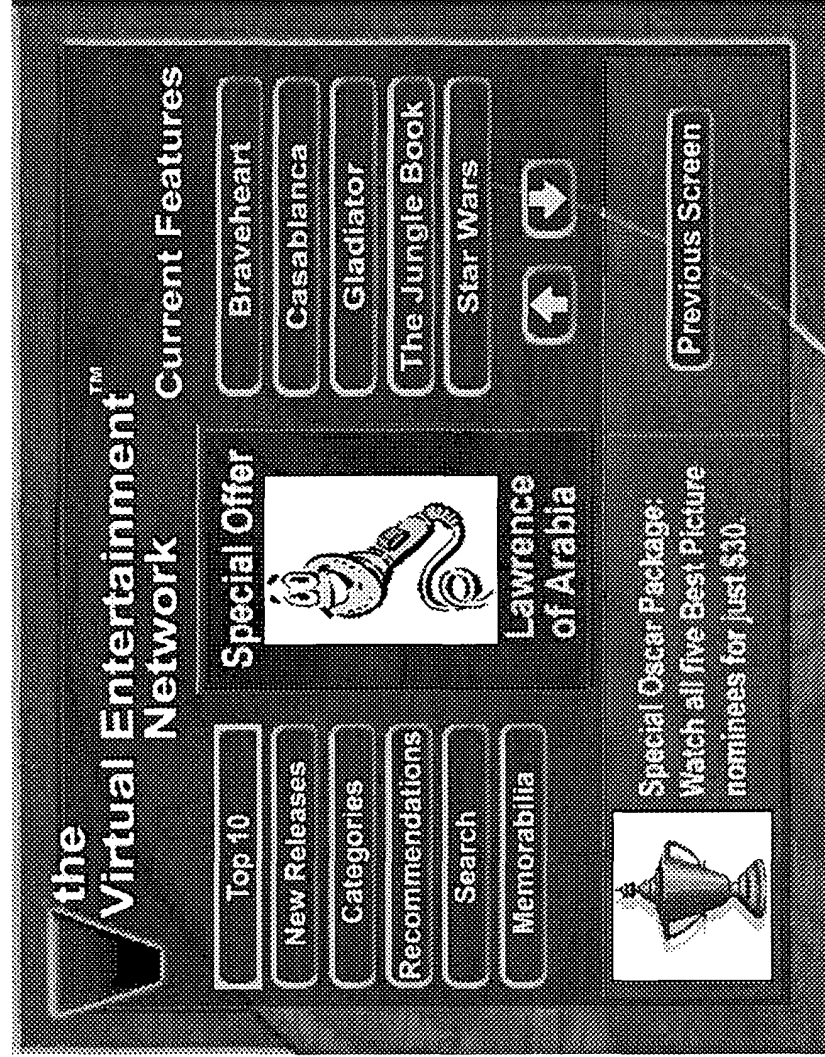 the
Virtual Entertainment™
Network
Top 10
New Releases
Categories
Recommendations
Search
Memorabilia
Special Offer
Lawrence
of Arabia
Current Features
Braveheart
Casablanca
Gladiator
The Jungle Book
Star Wars
Special Oscar Package:
Watch all five Best Picture
nominees for just $30
Previous Screen